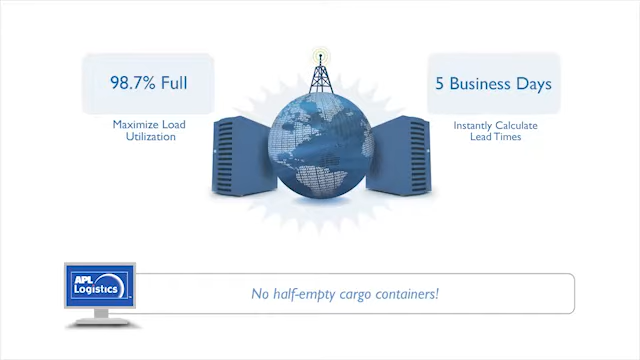 98.7% Full
Maximize Load
Utilization
5 Business Days
Instantly Calculate
Lead Times
APL
Logistics
No half-empty cargo containers!